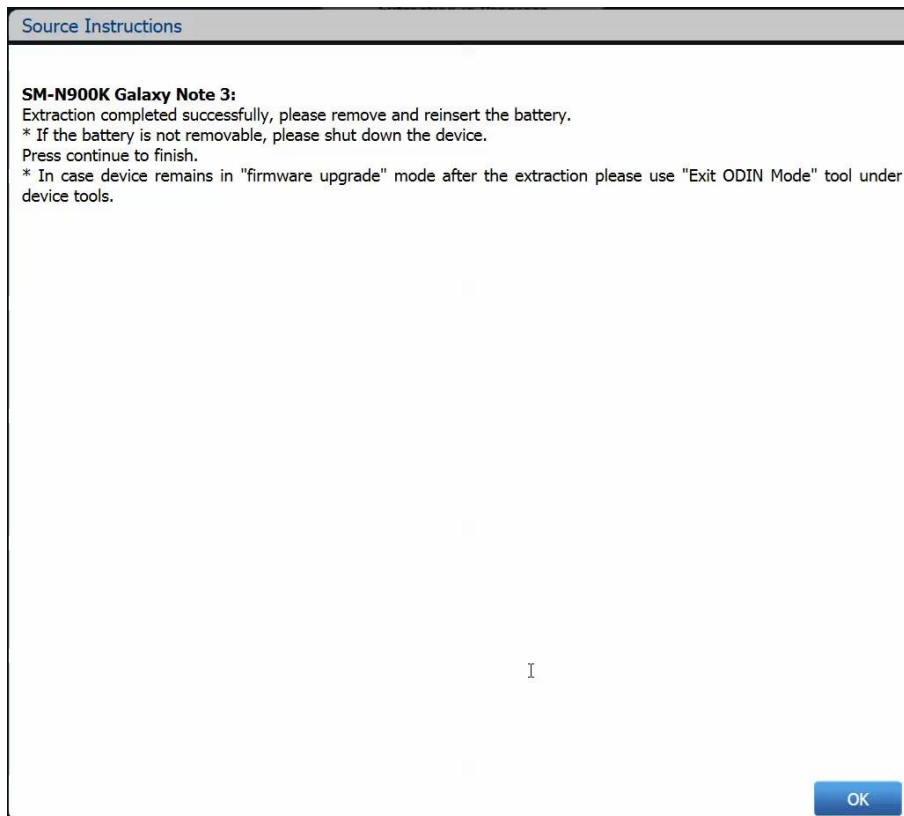 Source Instructions
SM-N900K Galaxy Note 3:
Extraction completed successfully, please remove and reinsert the battery.
* If the battery is not removable, please shut down the device.
Press continue to finish.
* In case device remains in "firmware upgrade" mode after the extraction please use "Exit ODIN Mode" tool under
device tools.
OK